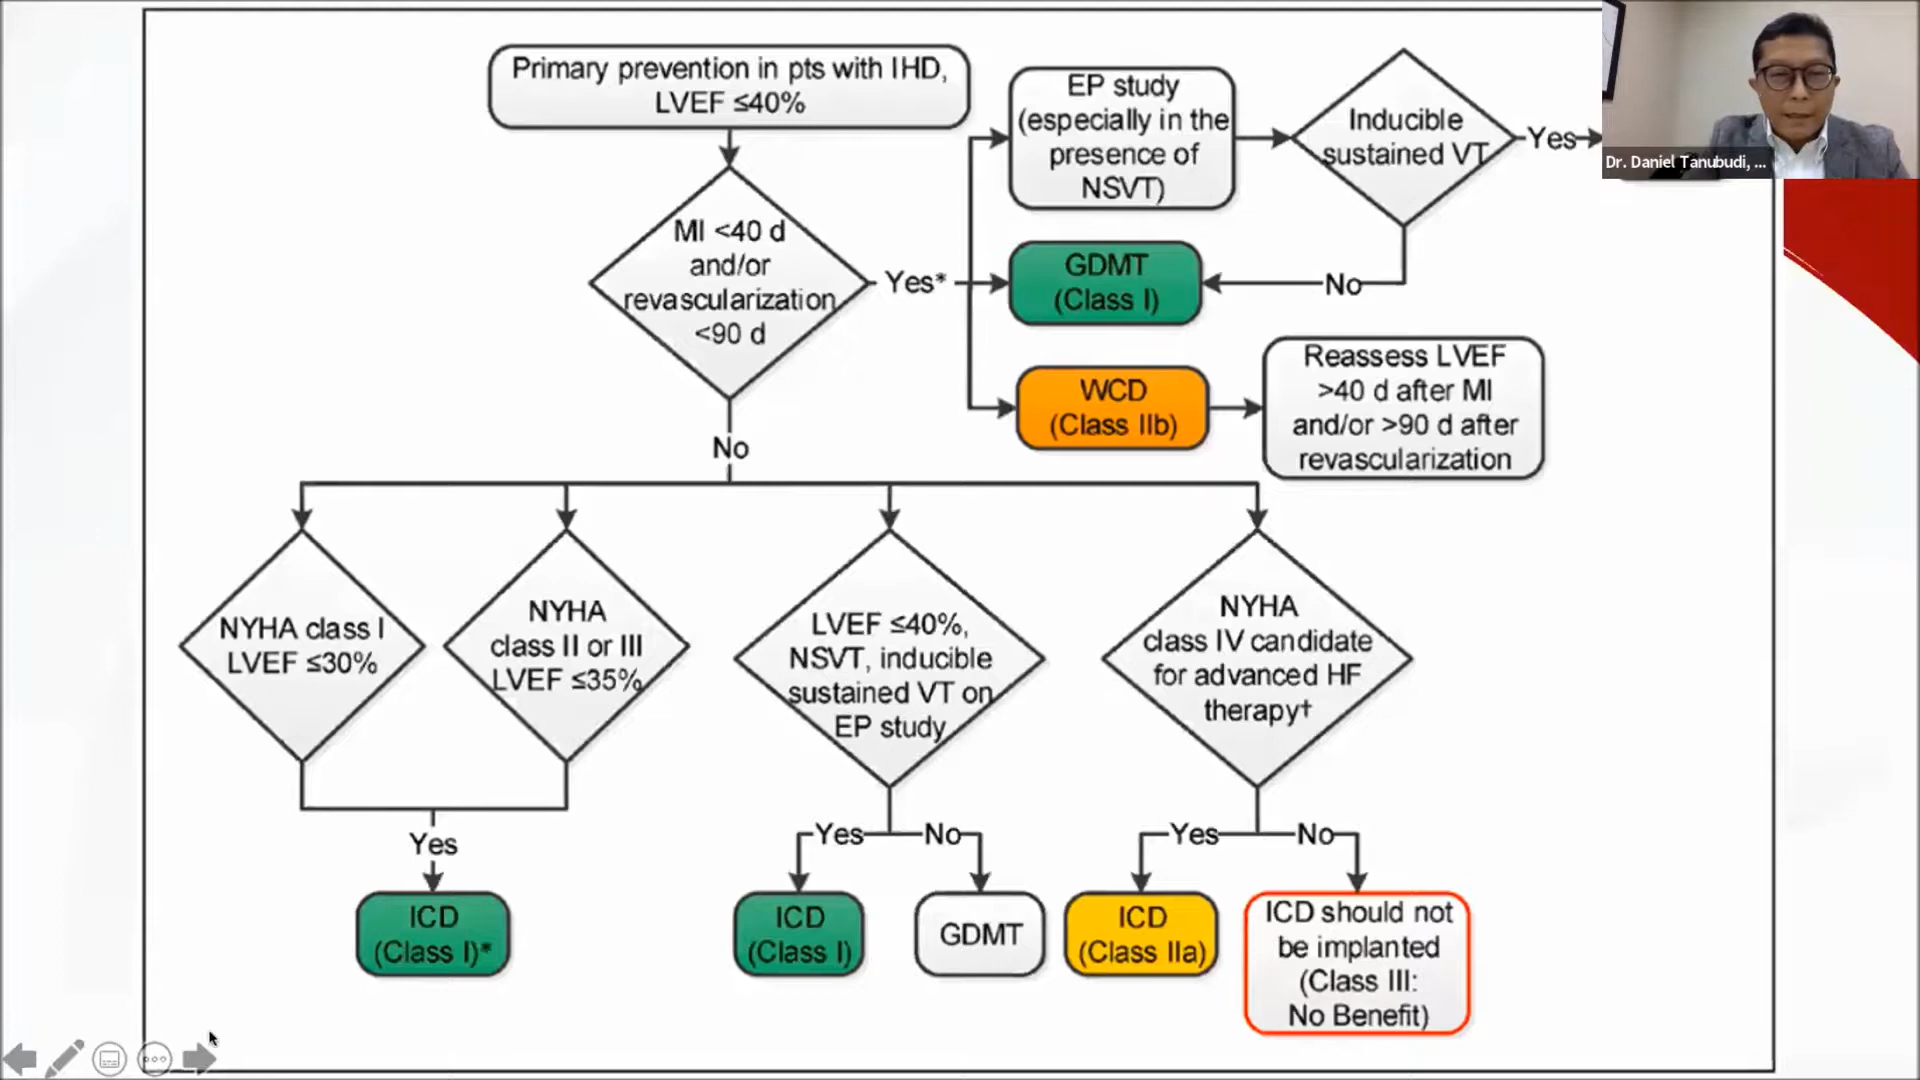 Primary prevention in pts with IHD,
LVEF ≤40%
EP study
(especially in the
presence of
NSVT)
Inducible
sustained VT
Yes
Dr. Daniel Tanubudi, ...
MI <40 d
and/or
revascularization
<90 d
Yes*
GDMT
(Class I)
No
WCD
(Class IIb)
Reassess LVEF
>40 d after MI
and/or >90 d after
revascularization
No
NYHA class I
LVEF ≤30%
NYHA
class II or III
LVEF ≤35%
LVEF ≤40%,
NSVT, inducible
sustained VT on
EP study
NYHA
class IV candidate
for advanced HF
therapy†
Yes
Yes
No
Yes
No
ICD
(Class I)*
ICD
(Class I)
GDMT
ICD
(Class IIa)
ICD should not
be implanted
(Class III:
No Benefit)